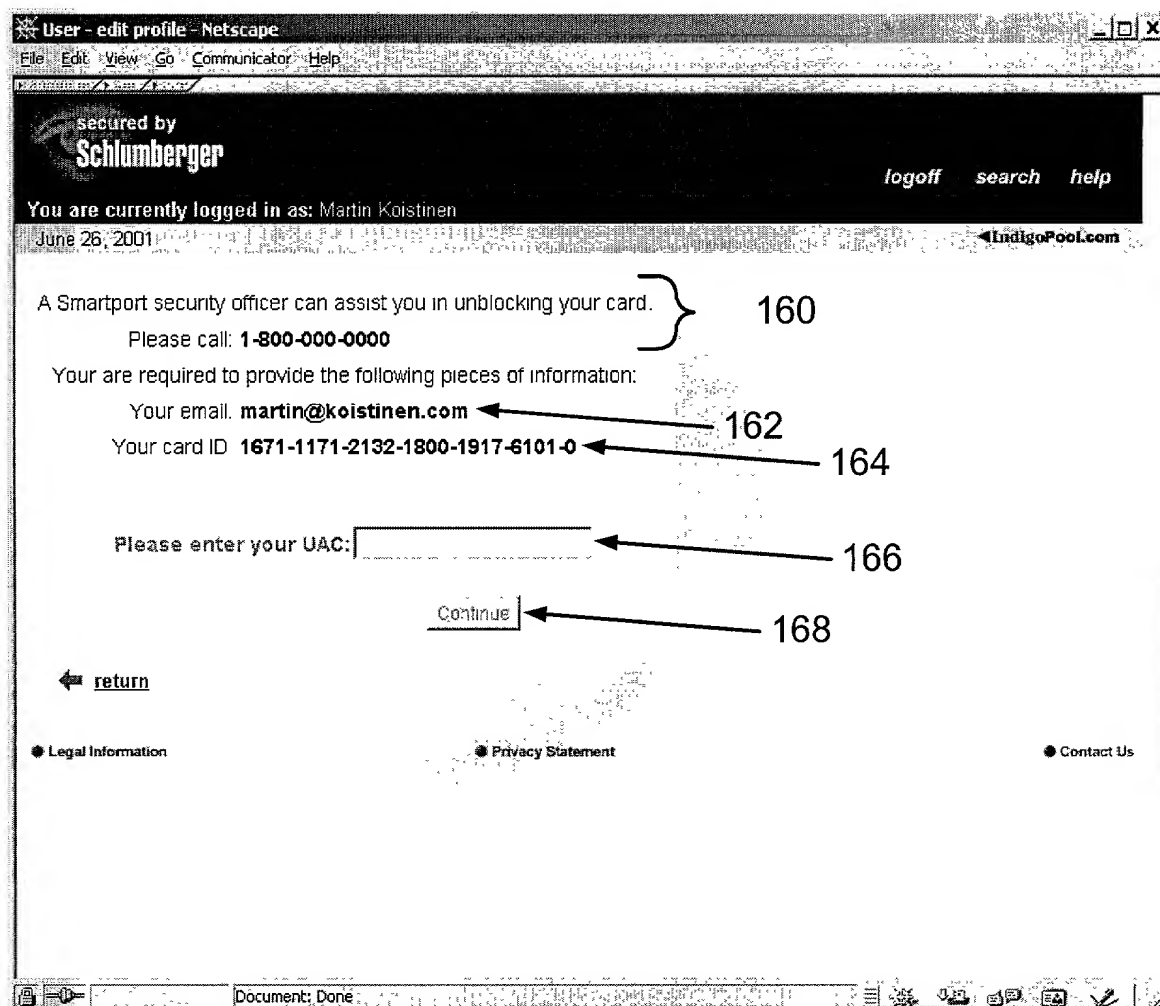 User - edit profile - Netscape
File Edit View Go Communicator Help
secured by
Schlumberger
logoff search help
You are currently logged in as: Martin Koistinen
June 26, 2001
IndigoPool.com
A Smartport security officer can assist you in unblocking your card.
160
Please call: 1-800-000-0000
Your are required to provide the following pieces of information:
Your email. martin@koistinen.com
162
Your card ID 1671-1171-2132-1800-1917-6101-0
164
Please enter your UAC:
166
Continue
168
return
Legal Information Privacy Statement Contact Us
Document: Done